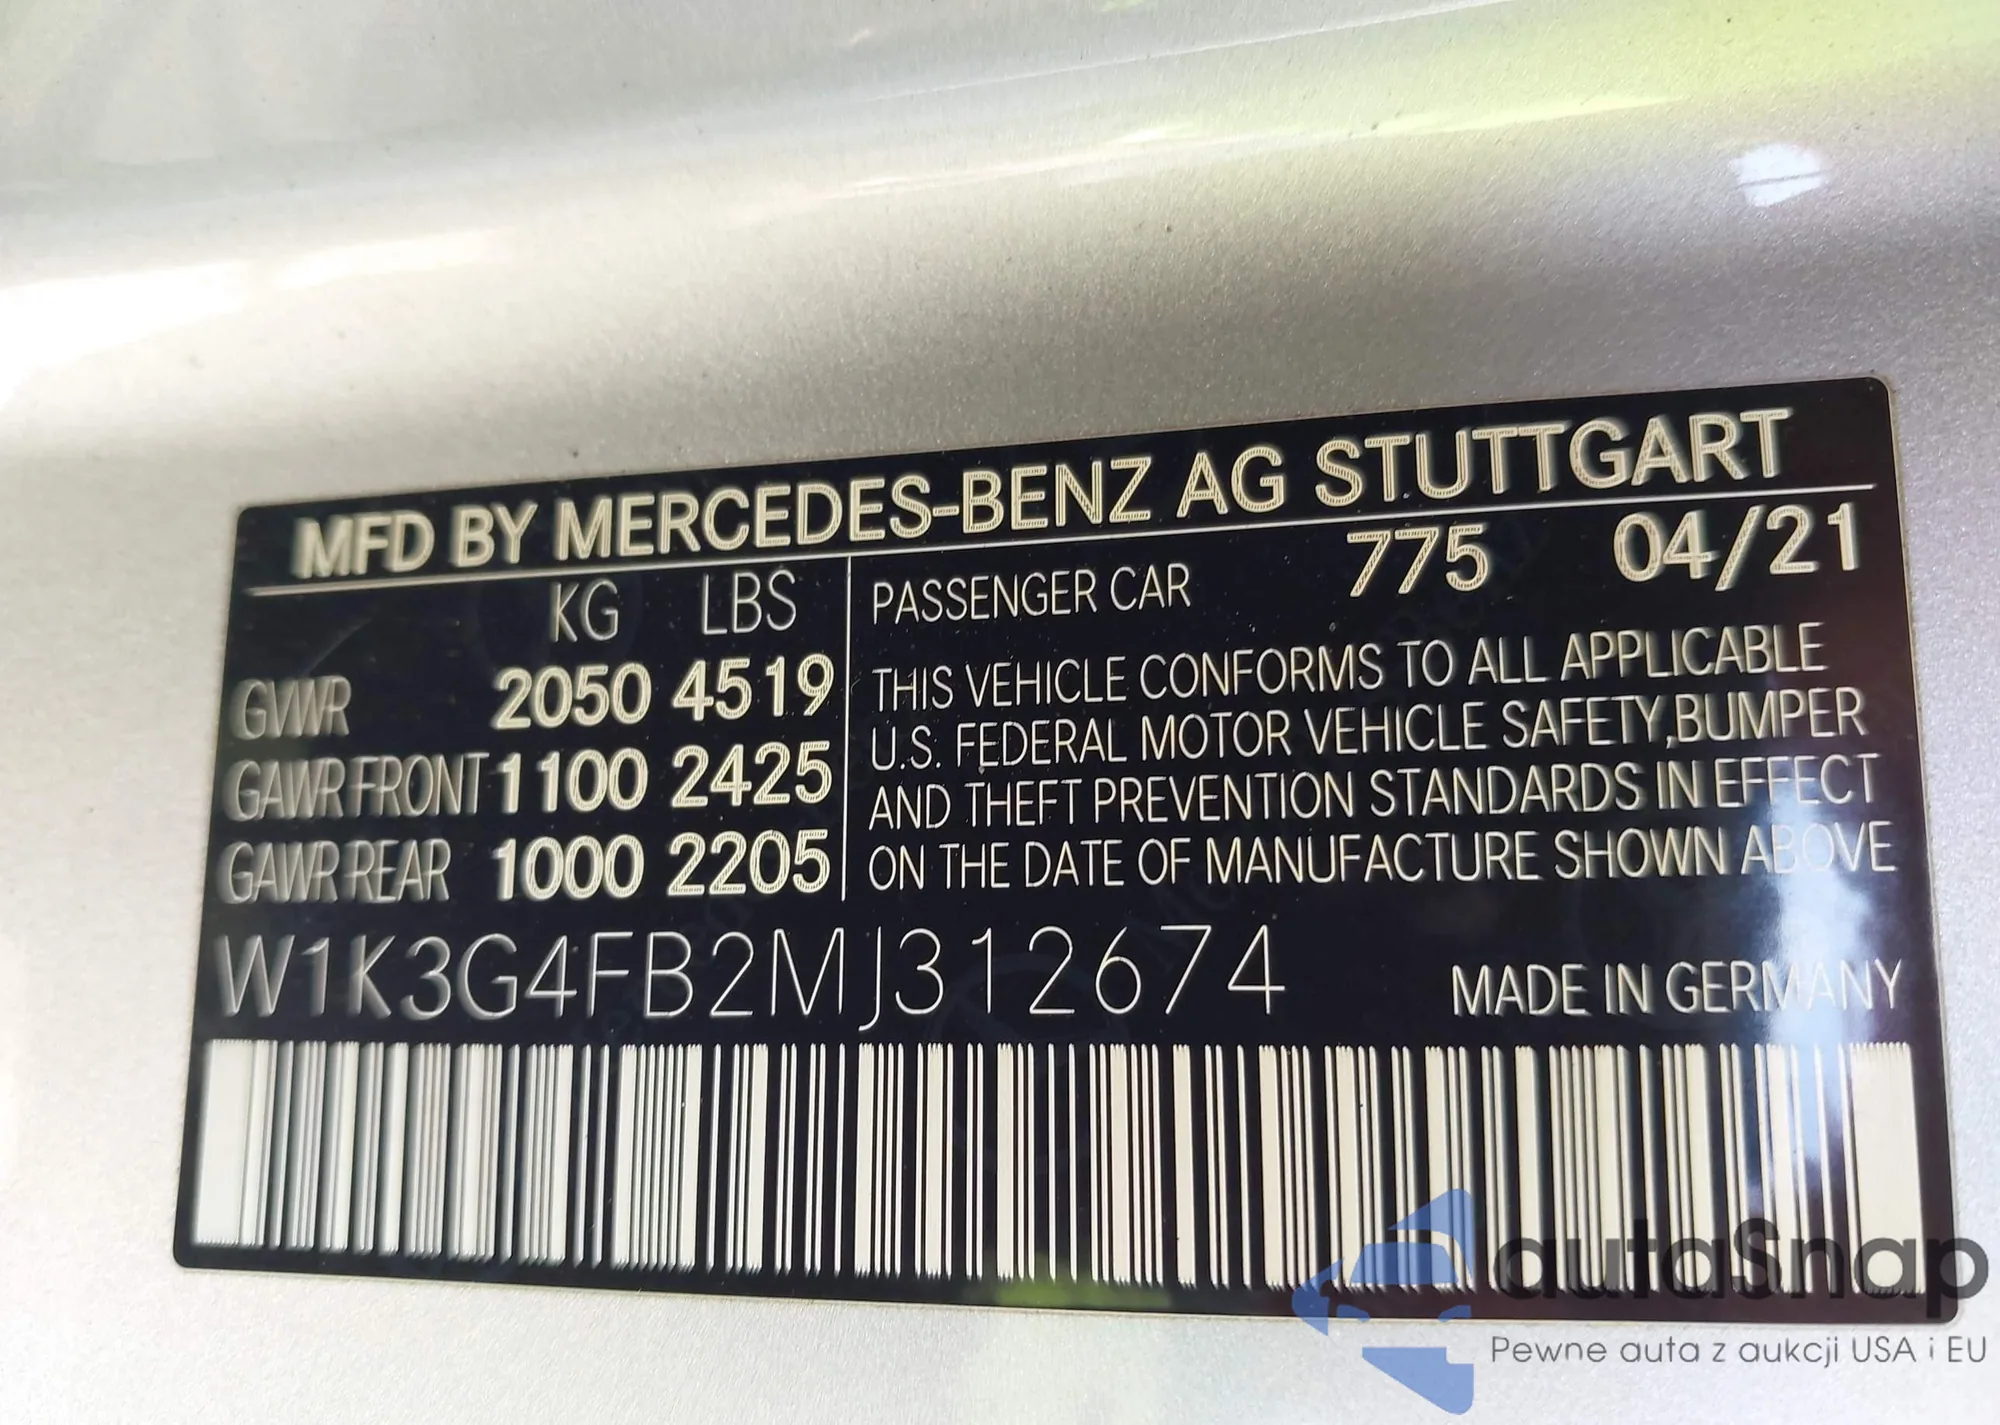 MFD BY MERCEDES-BENZ AG STUTTGART
KG LBS
GVWR 2050 4519
GAWR FRONT 1100 2425
GAWR REAR 1000 2205
PASSENGER CAR 775 04/21
THIS VEHICLE CONFORMS TO ALL APPLICABLE
U.S. FEDERAL MOTOR VEHICLE SAFETY,BUMPER
AND THEFT PREVENTION STANDARDS IN EFFECT
ON THE DATE OF MANUFACTURE SHOWN ABOVE
W1K3G4FB2MJ312674
MADE IN GERMANY
autaSnap
Pewne auta z aukcji USA i EU